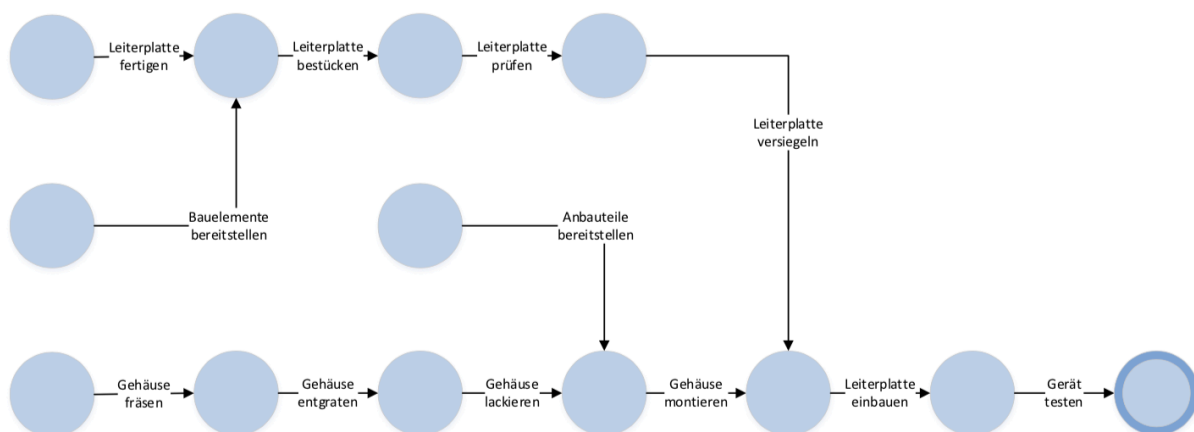 Leiterplatte
fertigen
Leiterplatte
bestücken
Leiterplatte
prüfen
Leiterplatte
versiegeln
Bauelemente
bereitstellen
Anbauteile
bereitstellen
Gehäuse
fräsen
Gehäuse
entgraten
Gehäuse
lackieren
Gehäuse
montieren
Leiterplatte
einbauen
Gerät
testen